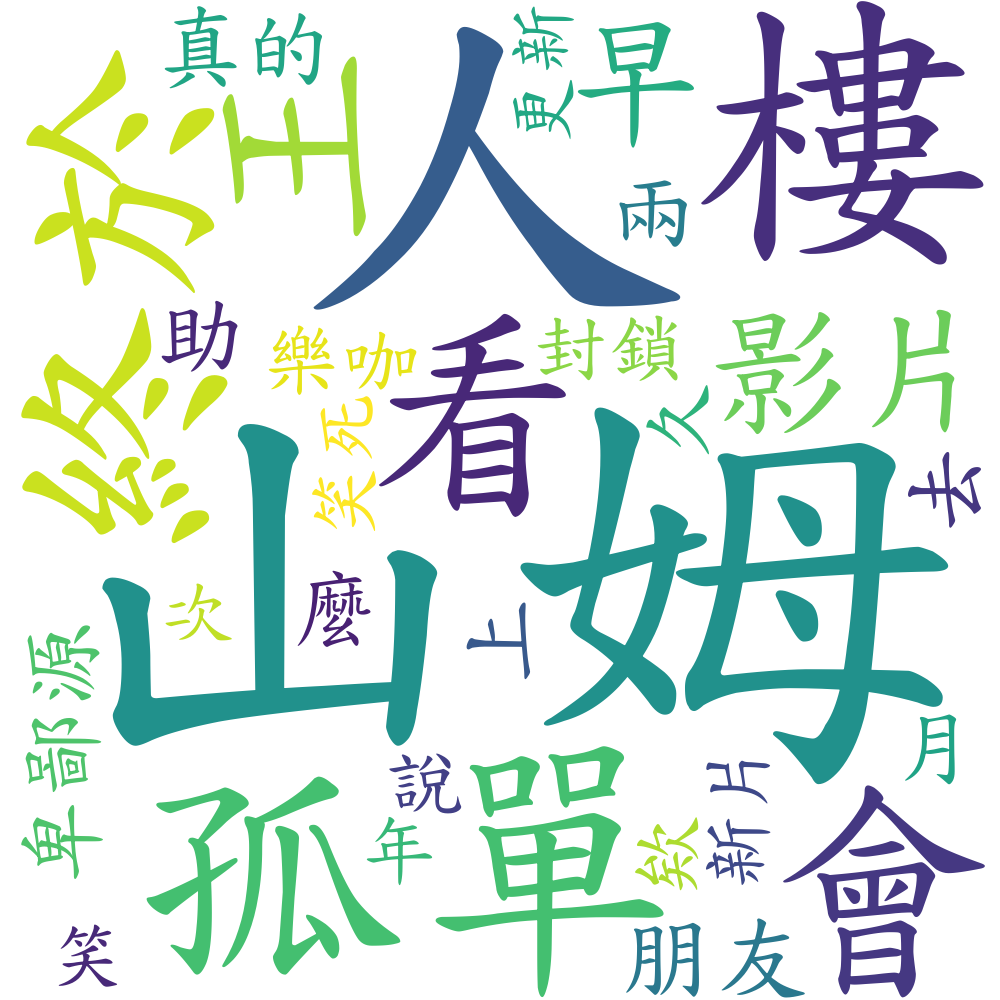 真的
終於
王
人
更新
早
樓
兩
助
樂咖
封鎖
影片
看
久
笑死
去
山姆
次
麼
上
卑鄙源
月
孤單
說
年
欸
新片
會
笑
朋友